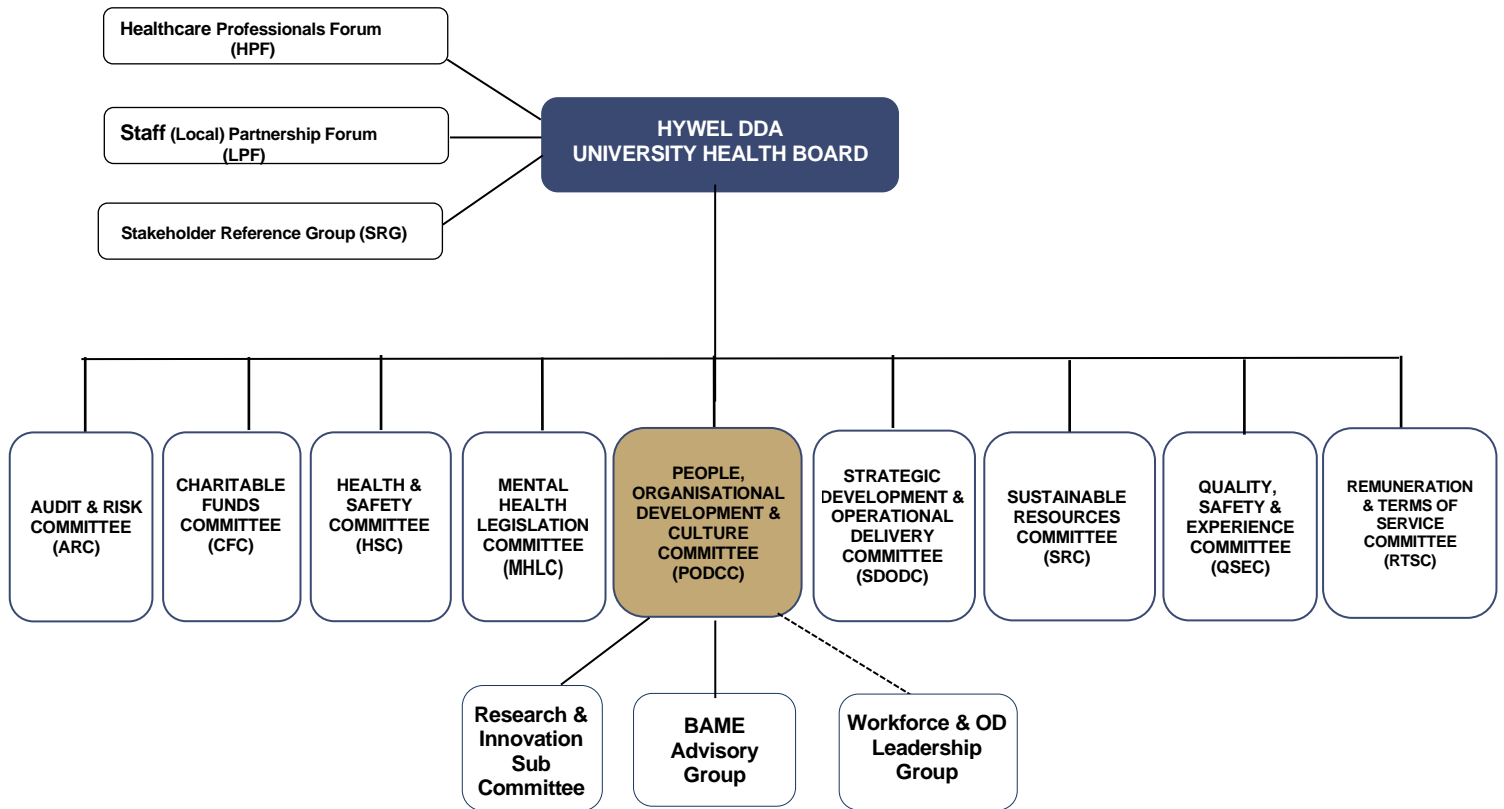 Healthcare Professionals Forum
(HPF)
Staff (Local) Partnership Forum
(LPF)
Stakeholder Reference Group (SRG)
HYWEL DDA
UNIVERSITY HEALTH BOARD
AUDIT & RISK
COMMITTEE
(ARC)
CHARITABLE
FUNDS
COMMITTEE
(CFC)
HEALTH &
SAFETY
COMMITTEE
(HSC)
MENTAL
HEALTH
LEGISLATION
COMMITTEE
(MHLC)
PEOPLE,
ORGANISATIONAL
DEVELOPMENT &
CULTURE
COMMITTEE
(PODCC)
STRATEGIC
DEVELOPMENT &
OPERATIONAL
DELIVERY
COMMITTEE
(SDODC)
SUSTAINABLE
RESOURCES
COMMITTEE
(SRC)
QUALITY,
SAFETY &
EXPERIENCE
COMMITTEE
(QSEC)
REMUNERATION
& TERMS OF
SERVICE
COMMITTEE
(RTSC)
Research &
Innovation
Sub
Committee
BAME
Advisory
Group
Workforce & OD
Leadership
Group